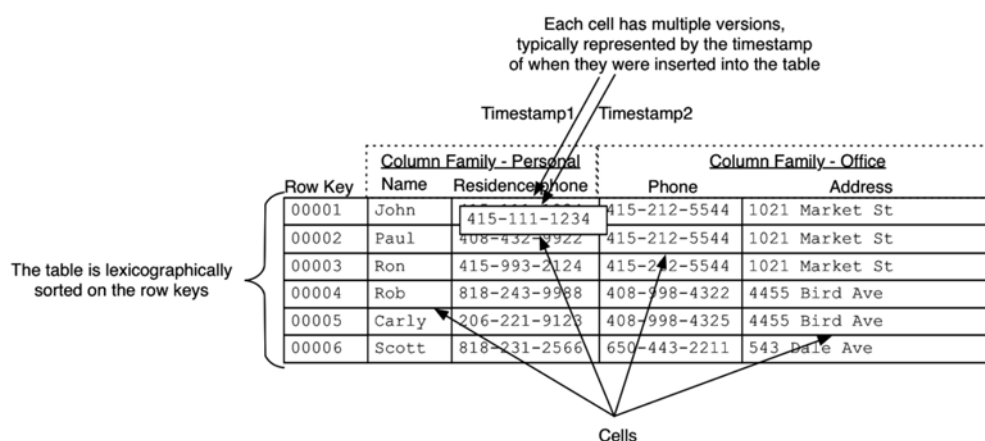 Each cell has multiple versions,
typically represented by the timestamp
of when they were inserted into the table
Timestamp1 Timestamp2
Column Family - Personal Column Family - Office
Row Key Name Residence phone Phone Address
00001 John 415-212-5544 1021 Market St
415-111-1234
00002 Paul 408-432-9922 415-212-5544 1021 Market St
The table is lexicographically
sorted on the row keys
00003 Ron 415-993-2124 415-212-5544 1021 Market St
00004 Rob 818-243-9988 408-998-4322 4455 Bird Ave
00005 Carly 206-221-9123 408-998-4325 4455 Bird Ave
00006 Scott 818-231-2566 650-443-2211 543 Dale Ave
Cells